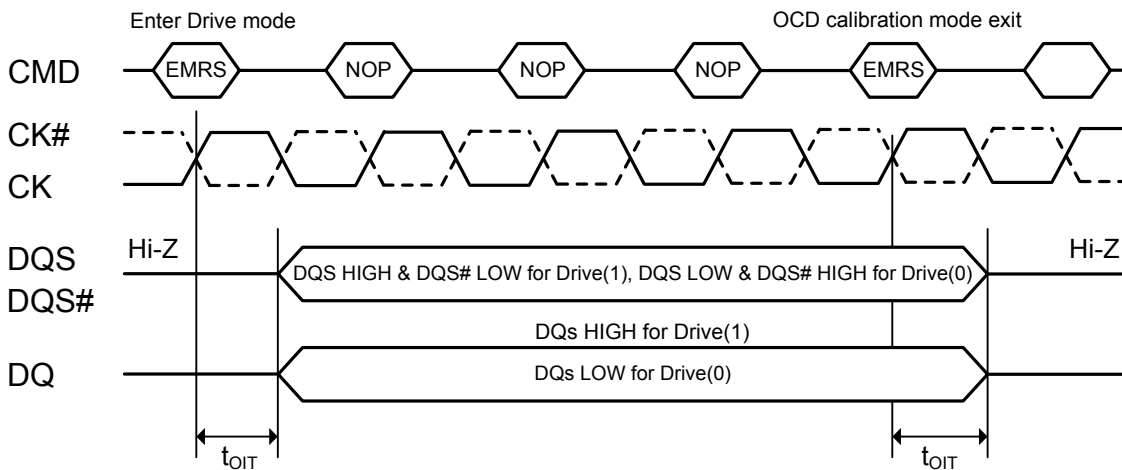 Enter Drive mode
OCD calibration mode exit
CMD
EMRS
NOP
NOP
NOP
EMRS
CK#
CK
DQS
DQS#
Hi-Z
DQS HIGH & DQS# LOW for Drive(1), DQS LOW & DQS# HIGH for Drive(0)
Hi-Z
DQs HIGH for Drive(1)
DQ
DQs LOW for Drive(0)
tOIT
tOIT